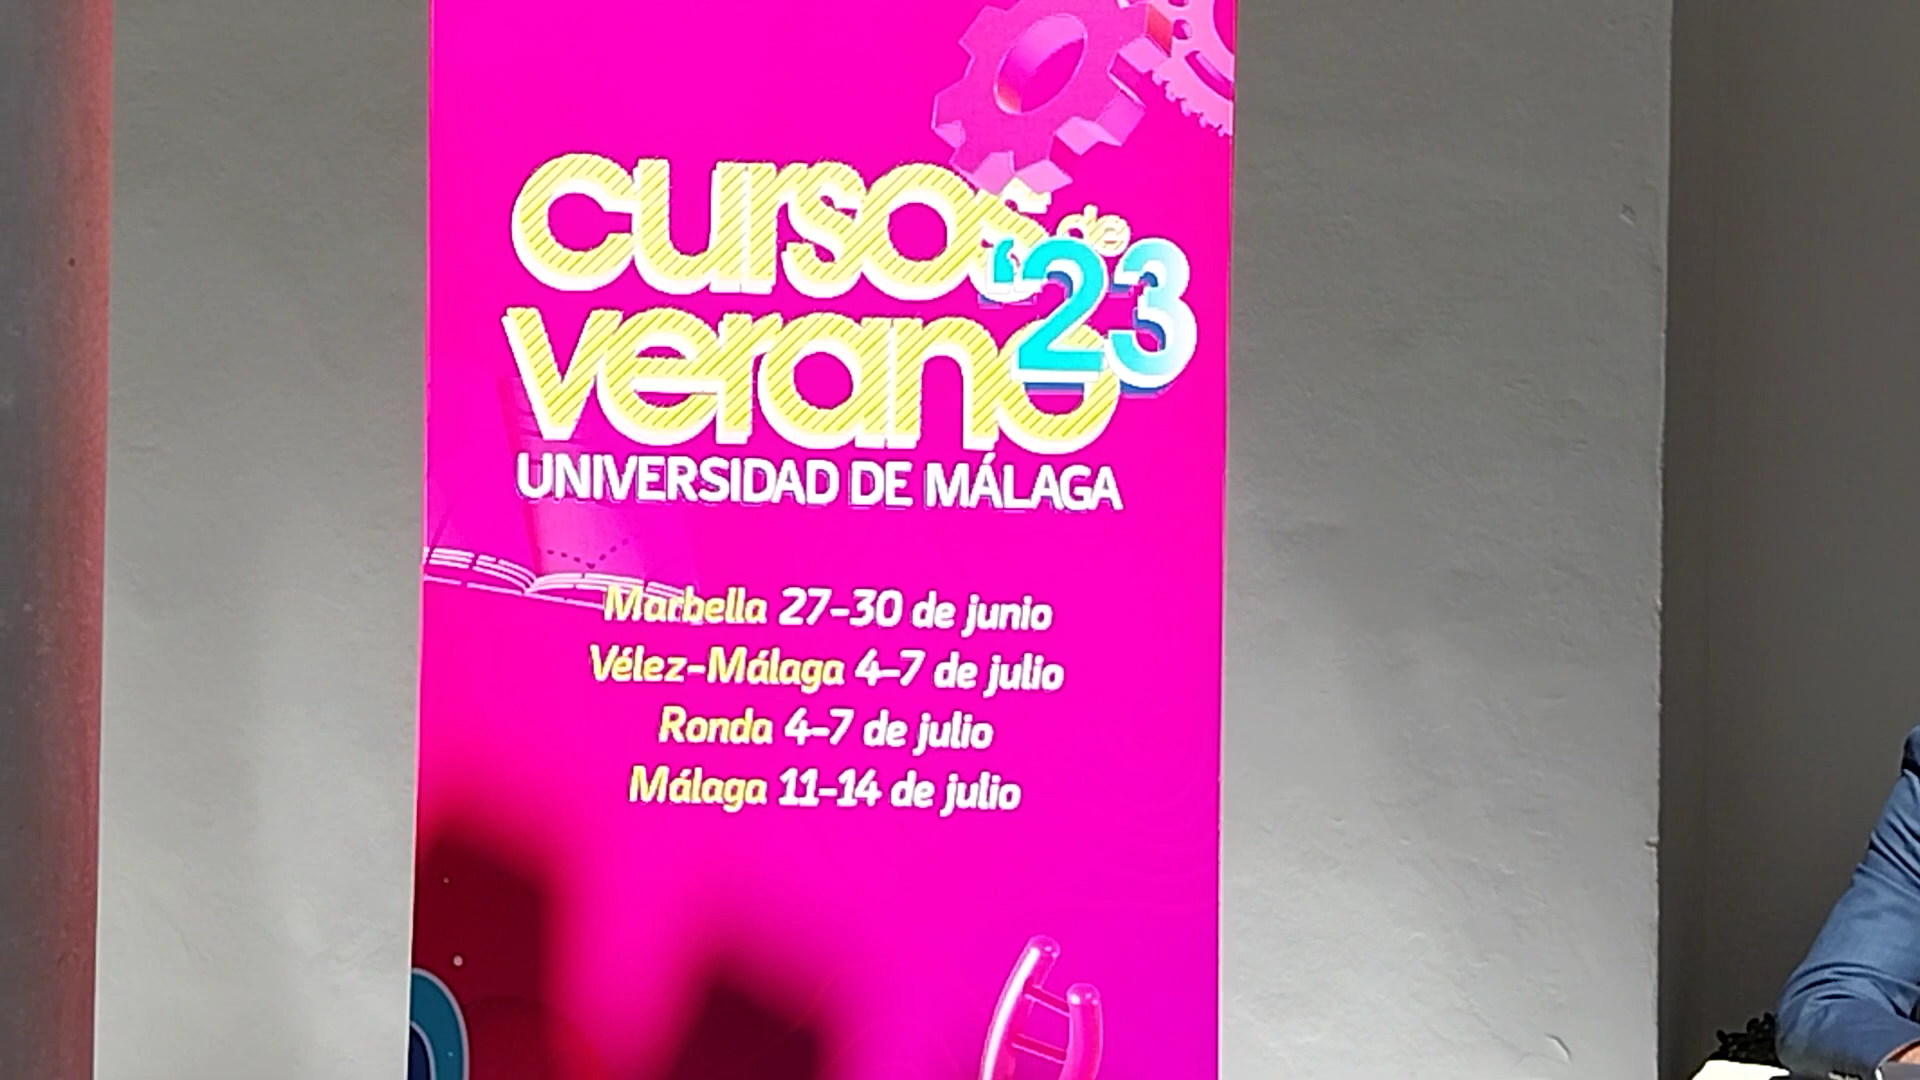 cursos de
'23
verano
UNIVERSIDAD DE MÁLAGA
Marbella 27-30 de junio
Vélez-Málaga 4-7 de julio
Ronda 4-7 de julio
Málaga 11-14 de julio